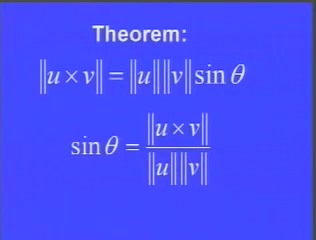 Theorem:
‖u × v‖ = ‖u‖‖v‖ sin θ
sin θ = ‖u × v‖ / ‖u‖‖v‖